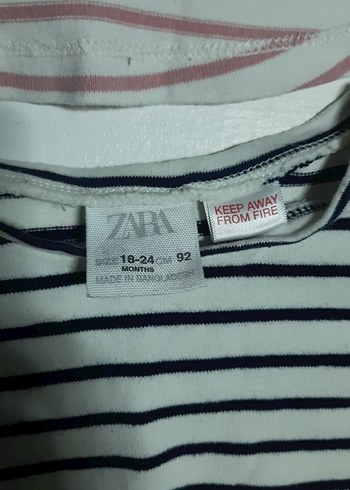 ZARA
SIZE 18-24 CM 92
MONTHS
MADE IN BANGLADESH
KEEP AWAY
FROM FIRE